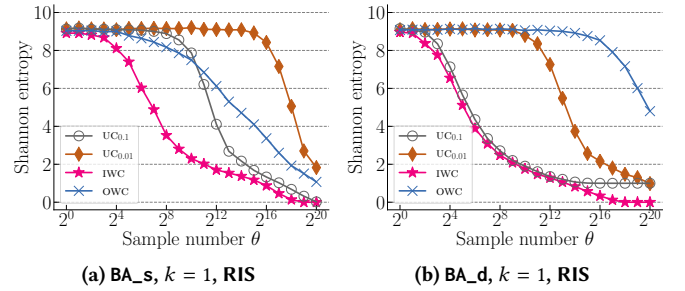 10
8
6
4
2
0
Shannon entropy
UC0.1
UC0.01
IWC
OWC
2^0 2^4 2^8 2^12 2^16 2^20
Sample number θ
(a) BA_s, k = 1, RIS
10
8
6
4
2
0
Shannon entropy
UC0.1
UC0.01
IWC
OWC
2^0 2^4 2^8 2^12 2^16 2^20
Sample number θ
(b) BA_d, k = 1, RIS